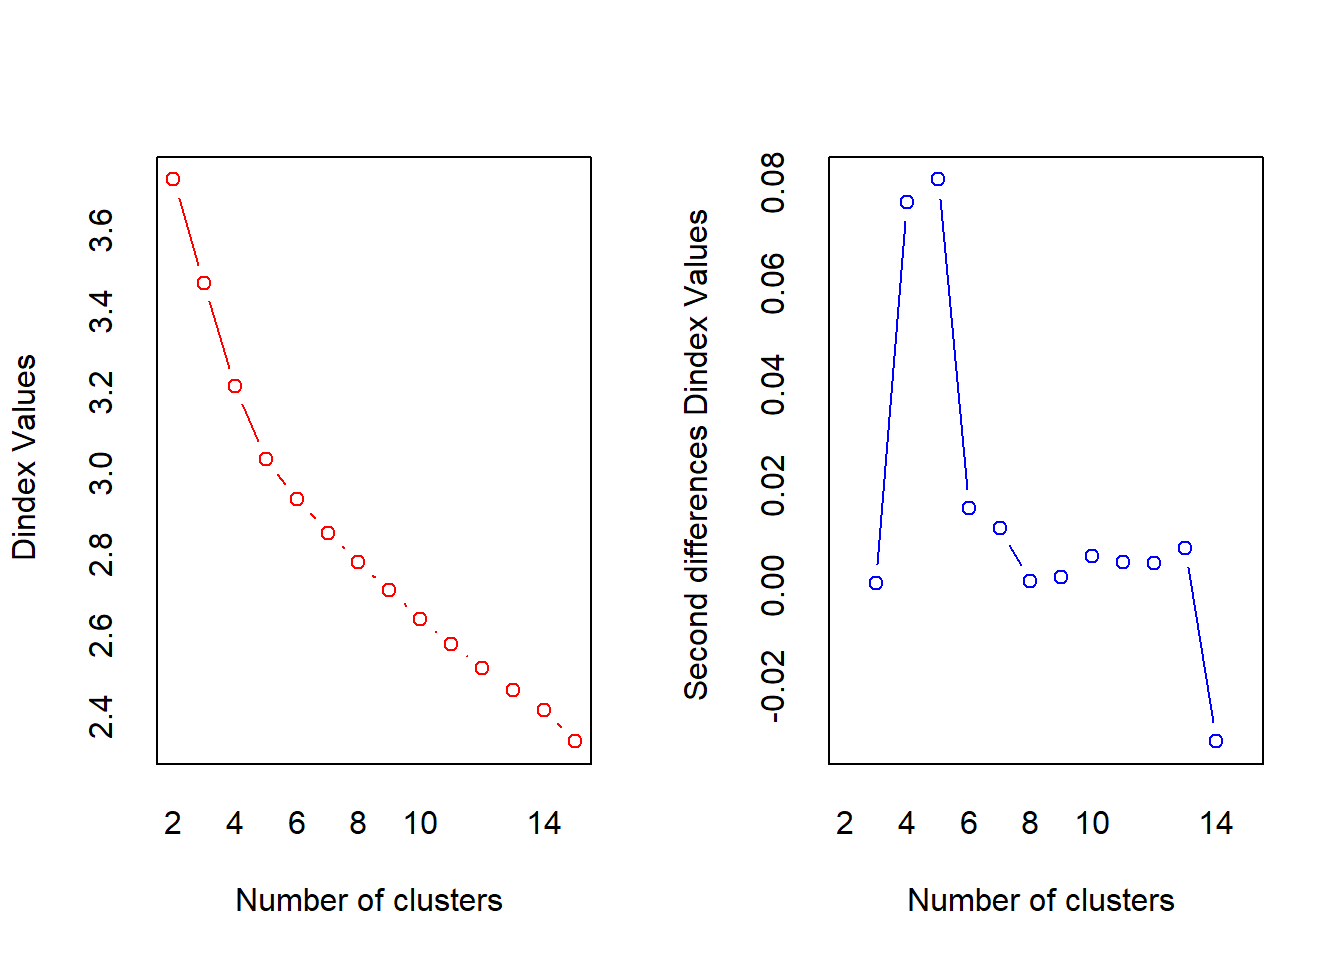 Dindex Values
3.6
3.4
3.2
3.0
2.8
2.6
2.4
2 4 6 8 10 14
Number of clusters
Second differences Dindex Values
0.08
0.06
0.04
0.02
0.00
-0.02
2 4 6 8 10 14
Number of clusters